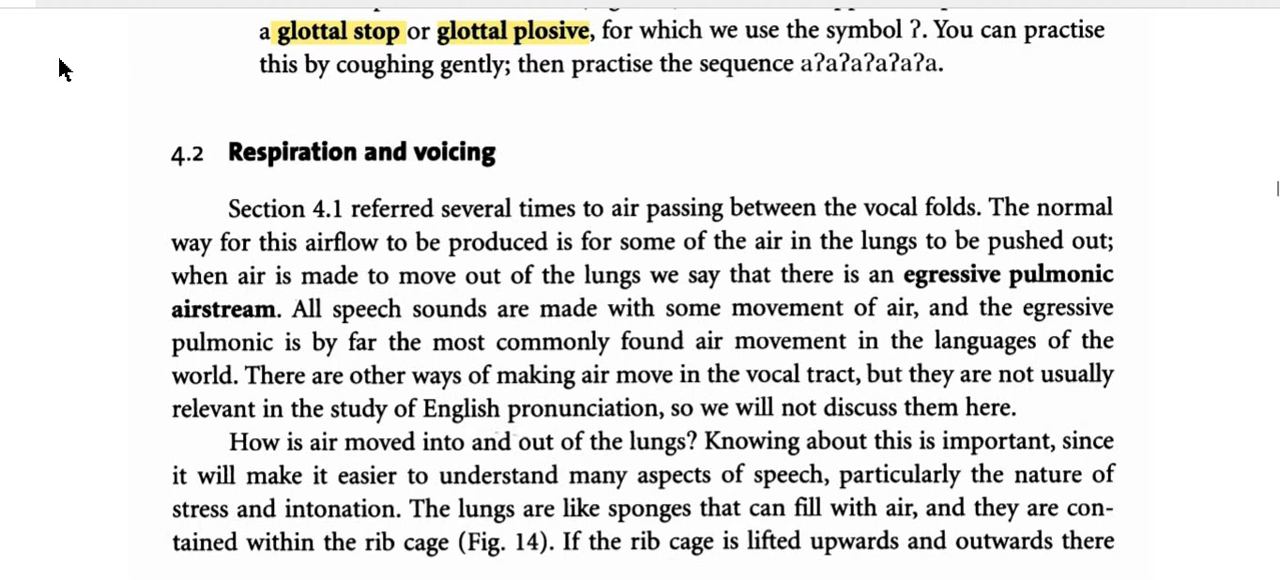 a glottal stop or glottal plosive, for which we use the symbol ʔ. You can practise
this by coughing gently; then practise the sequence aʔaʔaʔaʔaʔa.
4.2 Respiration and voicing
Section 4.1 referred several times to air passing between the vocal folds. The normal
way for this airflow to be produced is for some of the air in the lungs to be pushed out;
when air is made to move out of the lungs we say that there is an egressive pulmonic
airstream. All speech sounds are made with some movement of air, and the egressive
pulmonic is by far the most commonly found air movement in the languages of the
world. There are other ways of making air move in the vocal tract, but they are not usually
relevant in the study of English pronunciation, so we will not discuss them here.
How is air moved into and out of the lungs? Knowing about this is important, since
it will make it easier to understand many aspects of speech, particularly the nature of
stress and intonation. The lungs are like sponges that can fill with air, and they are con-
tained within the rib cage (Fig. 14). If the rib cage is lifted upwards and outwards there